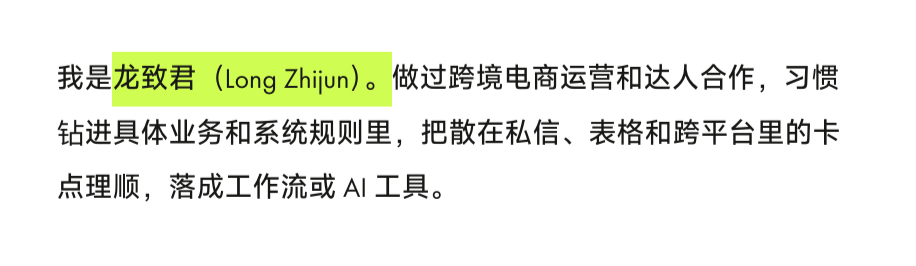 我是龙致君（Long Zhijun）。做过跨境电商运营和达人合作，习惯
钻进具体业务和系统规则里，把散在私信、表格和跨平台里的卡
点理顺，落成工作流或 AI 工具。